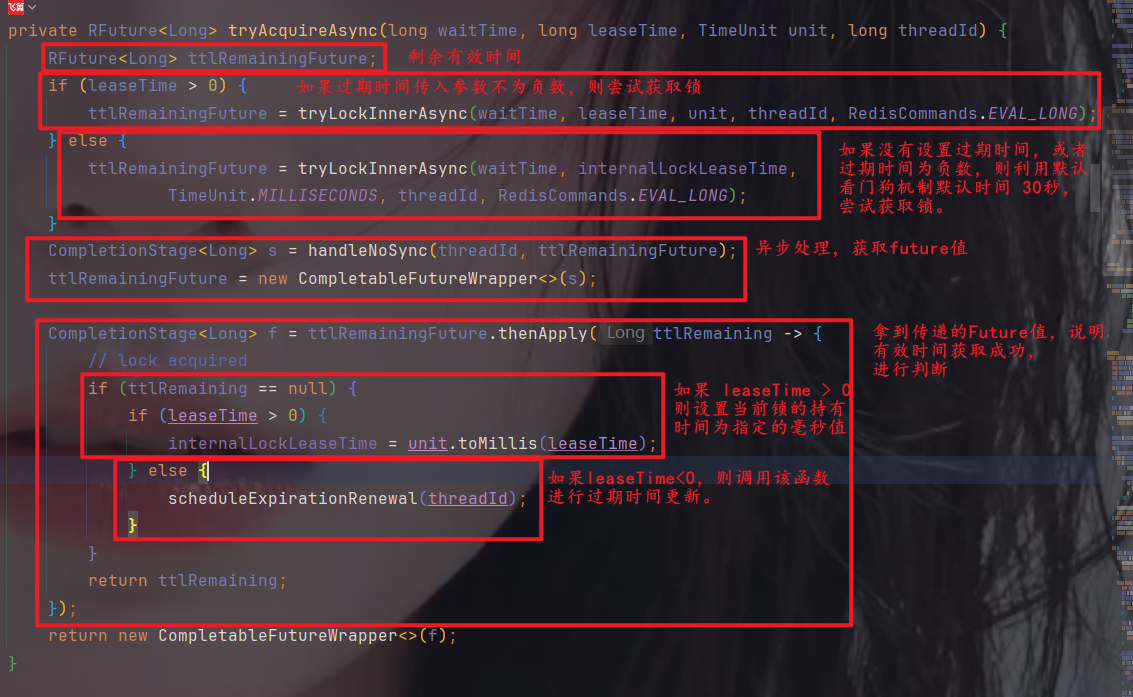 飞算
private RFuture<Long> tryAcquireAsync(long waitTime, long leaseTime, TimeUnit unit, long threadId) {
RFuture<Long> ttlRemainingFuture; 剩余有效时间
if (leaseTime > 0) { 如果过期时间传入参数不为负数，则尝试获取锁
ttlRemainingFuture = tryLockInnerAsync(waitTime, leaseTime, unit, threadId, RedisCommands.EVAL_LONG);
} else {
ttlRemainingFuture = tryLockInnerAsync(waitTime, internalLockLeaseTime,
TimeUnit.MILLISECONDS, threadId, RedisCommands.EVAL_LONG);
如果没有设置过期时间，或者
过期时间为负数，则利用默认
看门狗机制默认时间 30秒，
尝试获取锁。
}
CompletionStage<Long> s = handleNoSync(threadId, ttlRemainingFuture); 异步处理，获取future值
ttlRemainingFuture = new CompletableFutureWrapper<>(s);
CompletionStage<Long> f = ttlRemainingFuture.thenApply( Long ttlRemaining -> {
拿到传递的Future值，说明
有效时间获取成功，
进行判断
// lock acquired
if (ttlRemaining == null) {
if (leaseTime > 0) {
internalLockLeaseTime = unit.toMillis(leaseTime);
如果 leaseTime > 0
则设置当前锁的持有
时间为指定的毫秒值
} else {
scheduleExpirationRenewal(threadId);
如果leaseTime<0，则调用该函数
进行过期时间更新。
}
}
return ttlRemaining;
});
return new CompletableFutureWrapper<>(f);
}